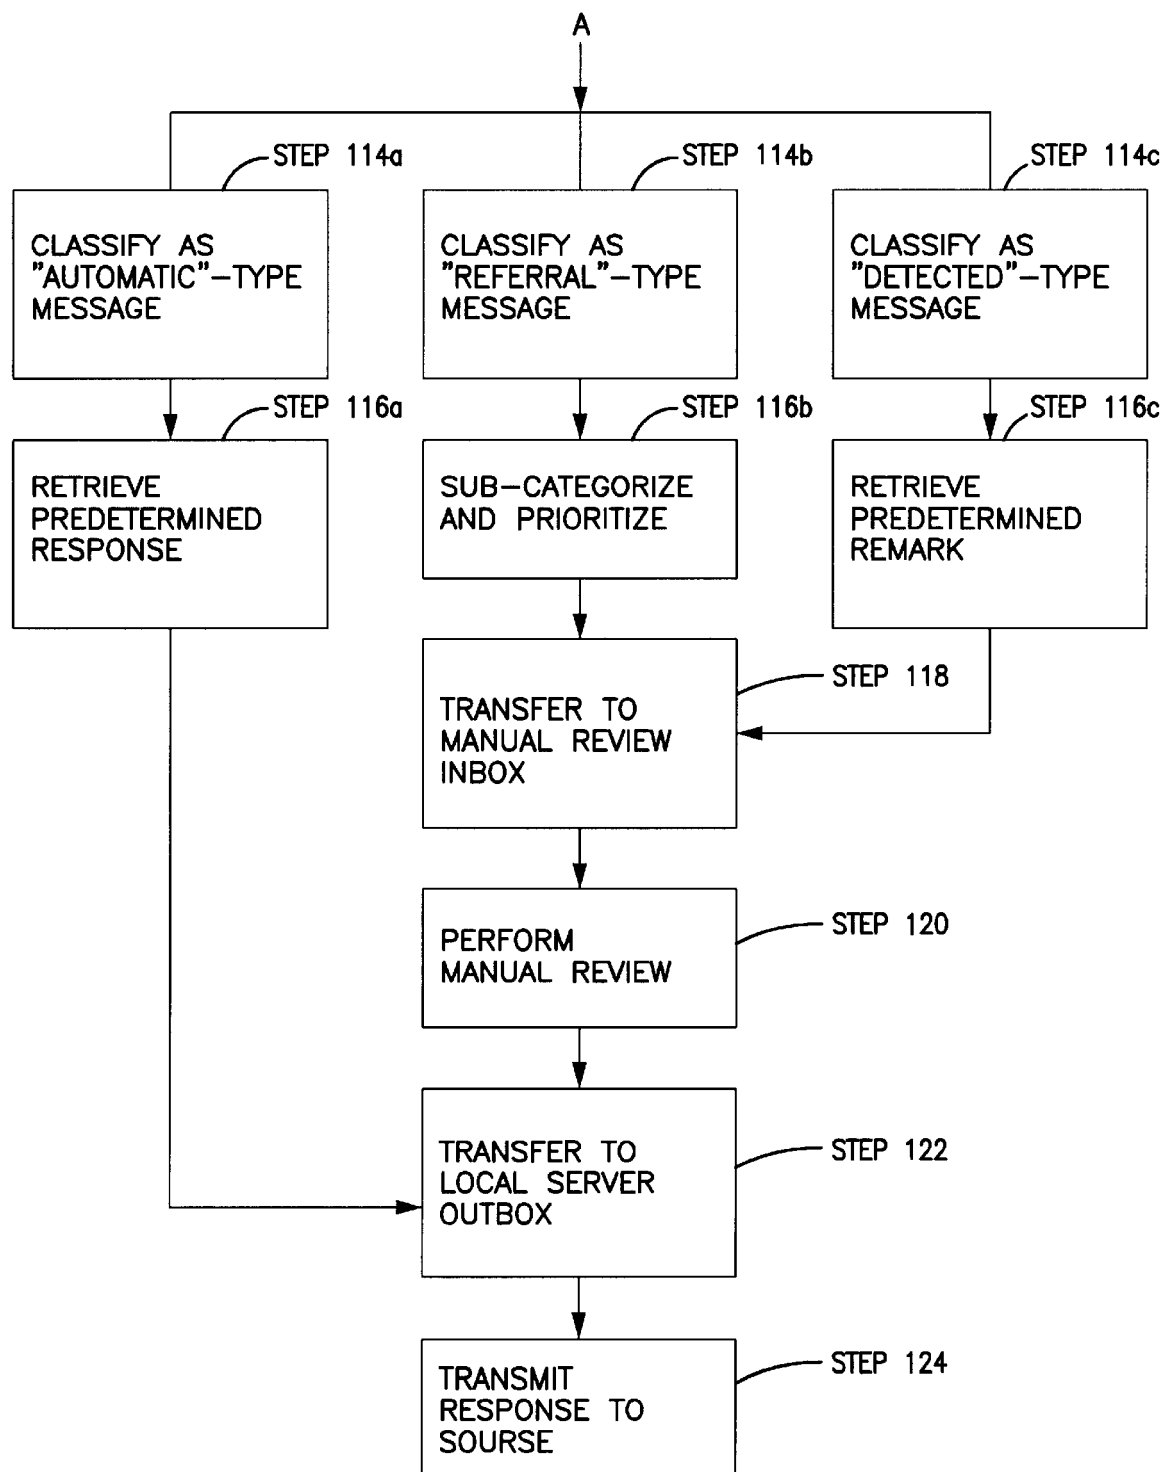 A
STEP 114a
STEP 114b
STEP 114c
CLASSIFY AS
"AUTOMATIC"-TYPE
MESSAGE
CLASSIFY AS
"REFERRAL"-TYPE
MESSAGE
CLASSIFY AS
"DETECTED"-TYPE
MESSAGE
STEP 116a
STEP 116b
STEP 116c
RETRIEVE
PREDETERMINED
RESPONSE
SUB-CATEGORIZE
AND PRIORITIZE
RETRIEVE
PREDETERMINED
REMARK
STEP 118
TRANSFER TO
MANUAL REVIEW
INBOX
STEP 120
PERFORM
MANUAL REVIEW
STEP 122
TRANSFER TO
LOCAL SERVER
OUTBOX
STEP 124
TRANSMIT
RESPONSE TO
SOURSE